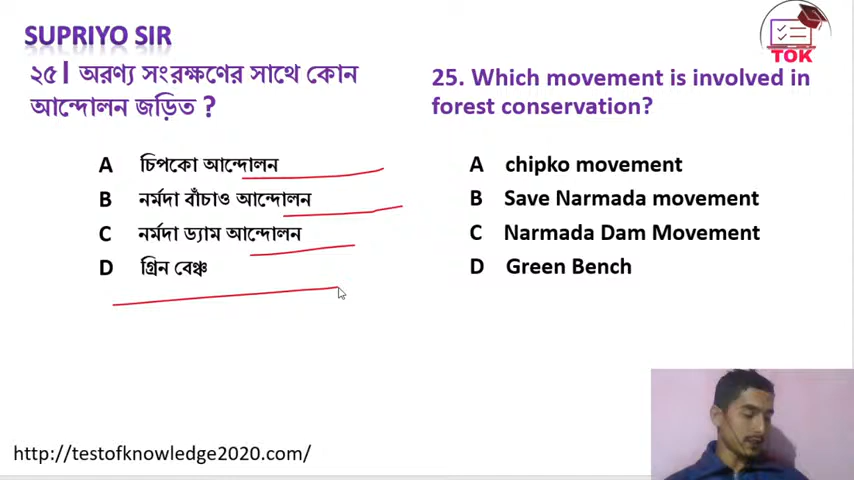 SUPRIYO SIR
TOK
২৫। অরণ্য সংরক্ষণের সাথে কোন
আন্দোলন জড়িত ?
A চিপকো আন্দোলন
B নর্মদা বাঁচাও আন্দোলন
C নর্মদা ড্যাম আন্দোলন
D গ্রিন বেঞ্চ
25. Which movement is involved in
forest conservation?
A chipko movement
B Save Narmada movement
C Narmada Dam Movement
D Green Bench
http://testofknowledge2020.com/